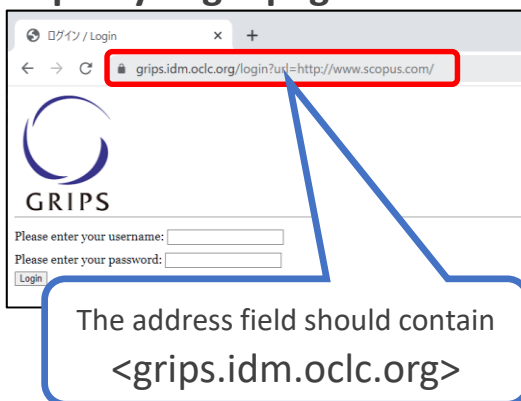 ログイン / Login
grips.idm.oclc.org/login?url=http://www.scopus.com/
GRIPS
Please enter your username:
Please enter your password:
Login
The address field should contain
<grips.idm.oclc.org>